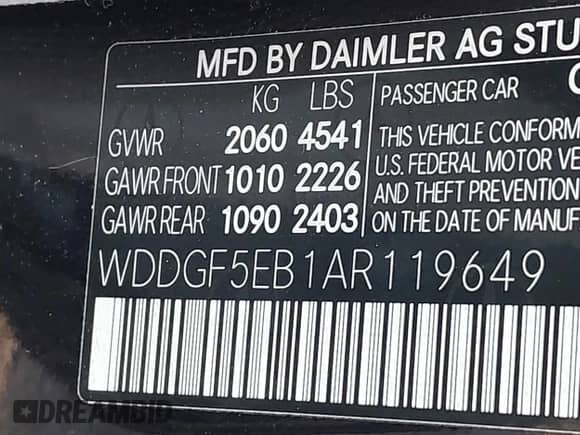 MFD BY DAIMLER AG STU
KG LBS
GVWR 2060 4541
GAWR FRONT 1010 2226
GAWR REAR 1090 2403
PASSENGER CAR
THIS VEHICLE CONFORM
U.S. FEDERAL MOTOR VE
AND THEFT PREVENTION
ON THE DATE OF MANUF
WDDGF5EB1AR119649
DREAMBID